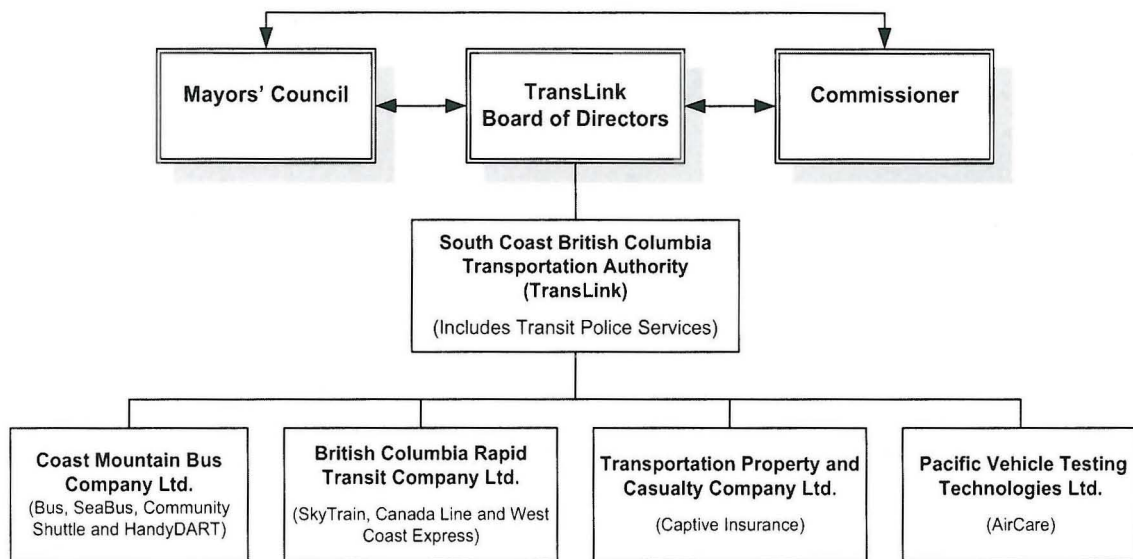 Mayors' Council
TransLink
Board of Directors
Commissioner
South Coast British Columbia
Transportation Authority
(TransLink)
(Includes Transit Police Services)
Coast Mountain Bus
Company Ltd.
(Bus, SeaBus, Community
Shuttle and HandyDART)
British Columbia Rapid
Transit Company Ltd.
(SkyTrain, Canada Line and West
Coast Express)
Transportation Property and
Casualty Company Ltd.
(Captive Insurance)
Pacific Vehicle Testing
Technologies Ltd.
(AirCare)